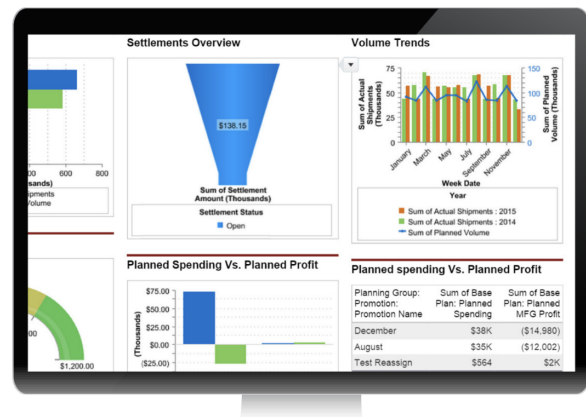 Settlements Overview
Volume Trends
$138.15
Sum of Settlement
Amount (Thousands)
Settlement Status
Open
75
50
25
0
150
100
50
0
Sum of Actual
Shipments
(Thousands)
Sum of Planned
Volume (Thousands)
January
March
May
July
September
November
Week Date
Year
Sum of Actual Shipments : 2015
Sum of Actual Shipments : 2014
Sum of Planned Volume
600
800
sands)
ipments
olume
Planned Spending Vs. Planned Profit
$75.00
$50.00
$25.00
$0.00
($25.00)
(Thousands)
$1,200.00
Planned spending Vs. Planned Profit
Planning Group: Sum of Base Sum of Base
Promotion: Plan: Planned Plan: Planned
Promotion Name Spending MFG Profit
December $38K ($14,980)
August $35K ($12,002)
Test Reassign $564 $2K